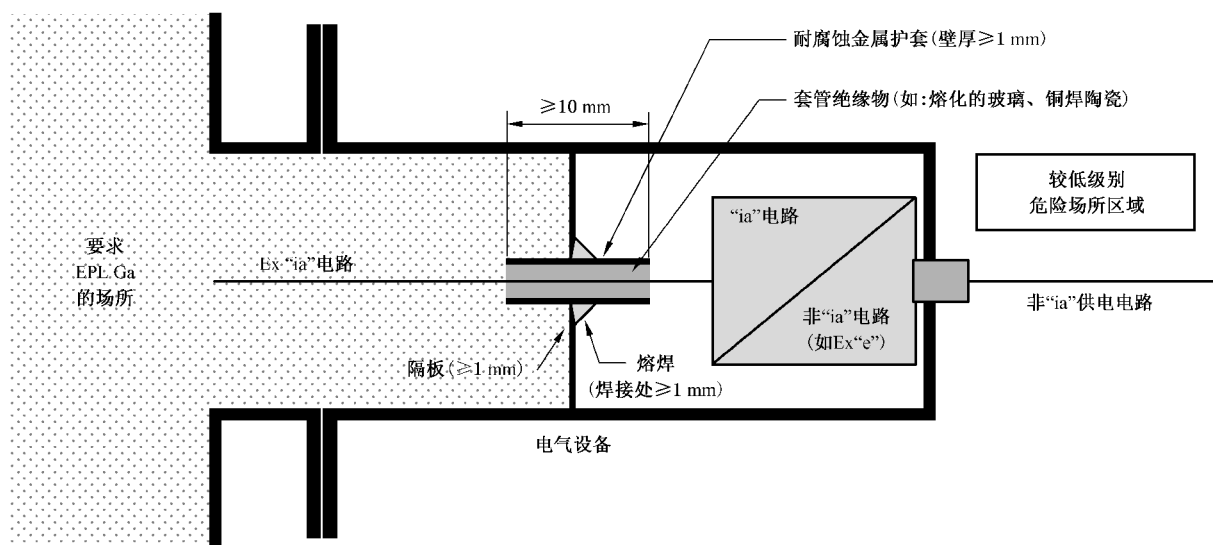 耐腐蚀金属护套(壁厚≥1 mm)
≥10 mm
套管绝缘物(如:熔化的玻璃、铜焊陶瓷)
较低级别
危险场所区域
“ia”电路
要求
EPL Ga
的场所
Ex “ia”电路
非“ia”供电电路
非“ia”电路
(如Ex“e”)
隔板(≥1 mm)
熔焊
(焊接处≥1 mm)
电气设备